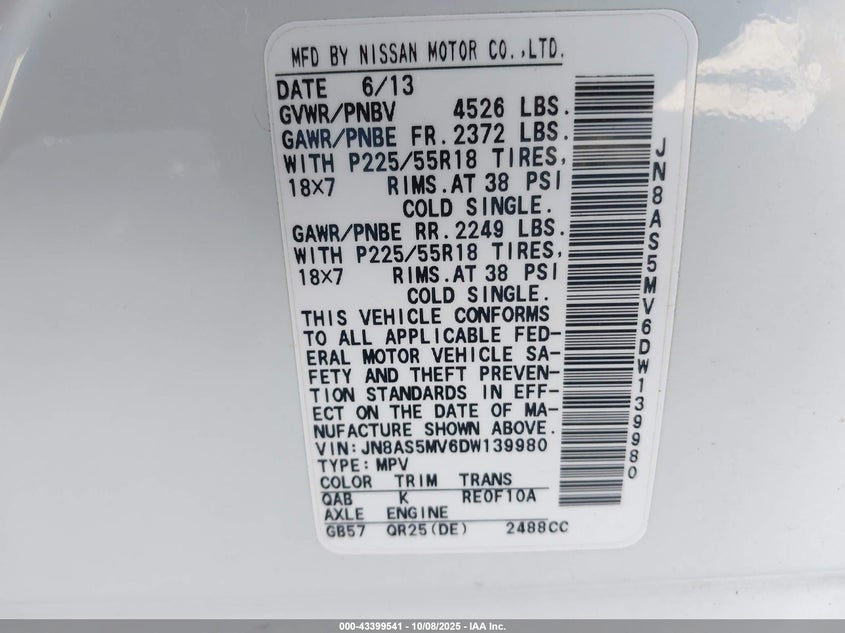 MFD BY NISSAN MOTOR CO.,LTD.
DATE 6/13
GVWR/PNBV 4526 LBS.
GAWR/PNBE FR. 2372 LBS.
WITH P225/55R18 TIRES,
18X7 RIMS.AT 38 PSI
COLD SINGLE.
GAWR/PNBE RR. 2249 LBS.
WITH P225/55R18 TIRES,
18X7 RIMS.AT 38 PSI
COLD SINGLE.
THIS VEHICLE CONFORMS
TO ALL APPLICABLE FED-
ERAL MOTOR VEHICLE SA-
FETY AND THEFT PREVEN-
TION STANDARDS IN EFF-
ECT ON THE DATE OF MA-
NUFACTURE SHOWN ABOVE.
VIN:JN8AS5MV6DW139980
TYPE:MPV
COLOR TRIM TRANS
QAB K RE0F10A
AXLE ENGINE
GB57 QR25(DE) 2488CC
JN8AS5MV6DW139980
000-43399541 - 10/08/2025 - IAA Inc.